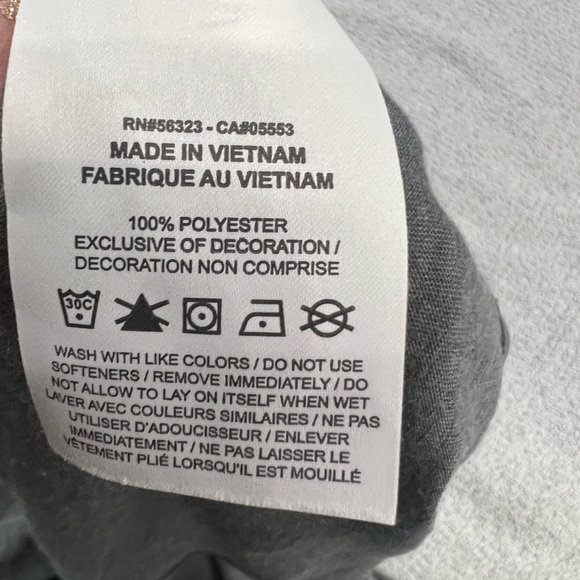 RN#56323 - CA#05553
MADE IN VIETNAM
FABRIQUE AU VIETNAM
100% POLYESTER
EXCLUSIVE OF DECORATION /
DECORATION NON COMPRISE
30C
WASH WITH LIKE COLORS / DO NOT USE
SOFTENERS / REMOVE IMMEDIATELY / DO
NOT ALLOW TO LAY ON ITSELF WHEN WET
LAVER AVEC COULEURS SIMILAIRES / NE PAS
UTILISER D'ADOUCISSEUR / ENLEVER
IMMEDIATEMENT / NE PAS LAISSER LE
VÊTEMENT PLIÉ LORSQU'IL EST MOUILLÉ